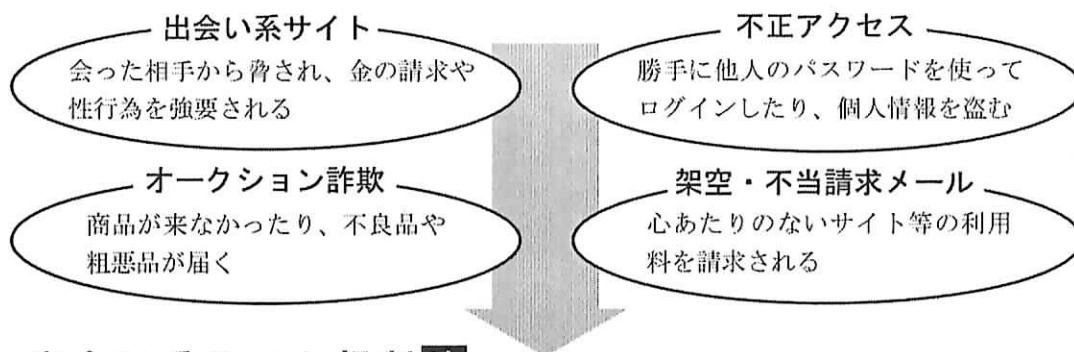 出会い系サイト
会った相手から脅され、金の請求や
性行為を強要される
不正アクセス
勝手に他人のパスワードを使って
ログインしたり、個人情報を盗む
オークション詐欺
商品が来なかったり、不良品や
粗悪品が届く
架空・不当請求メール
心あたりのないサイト等の利用
料を請求される